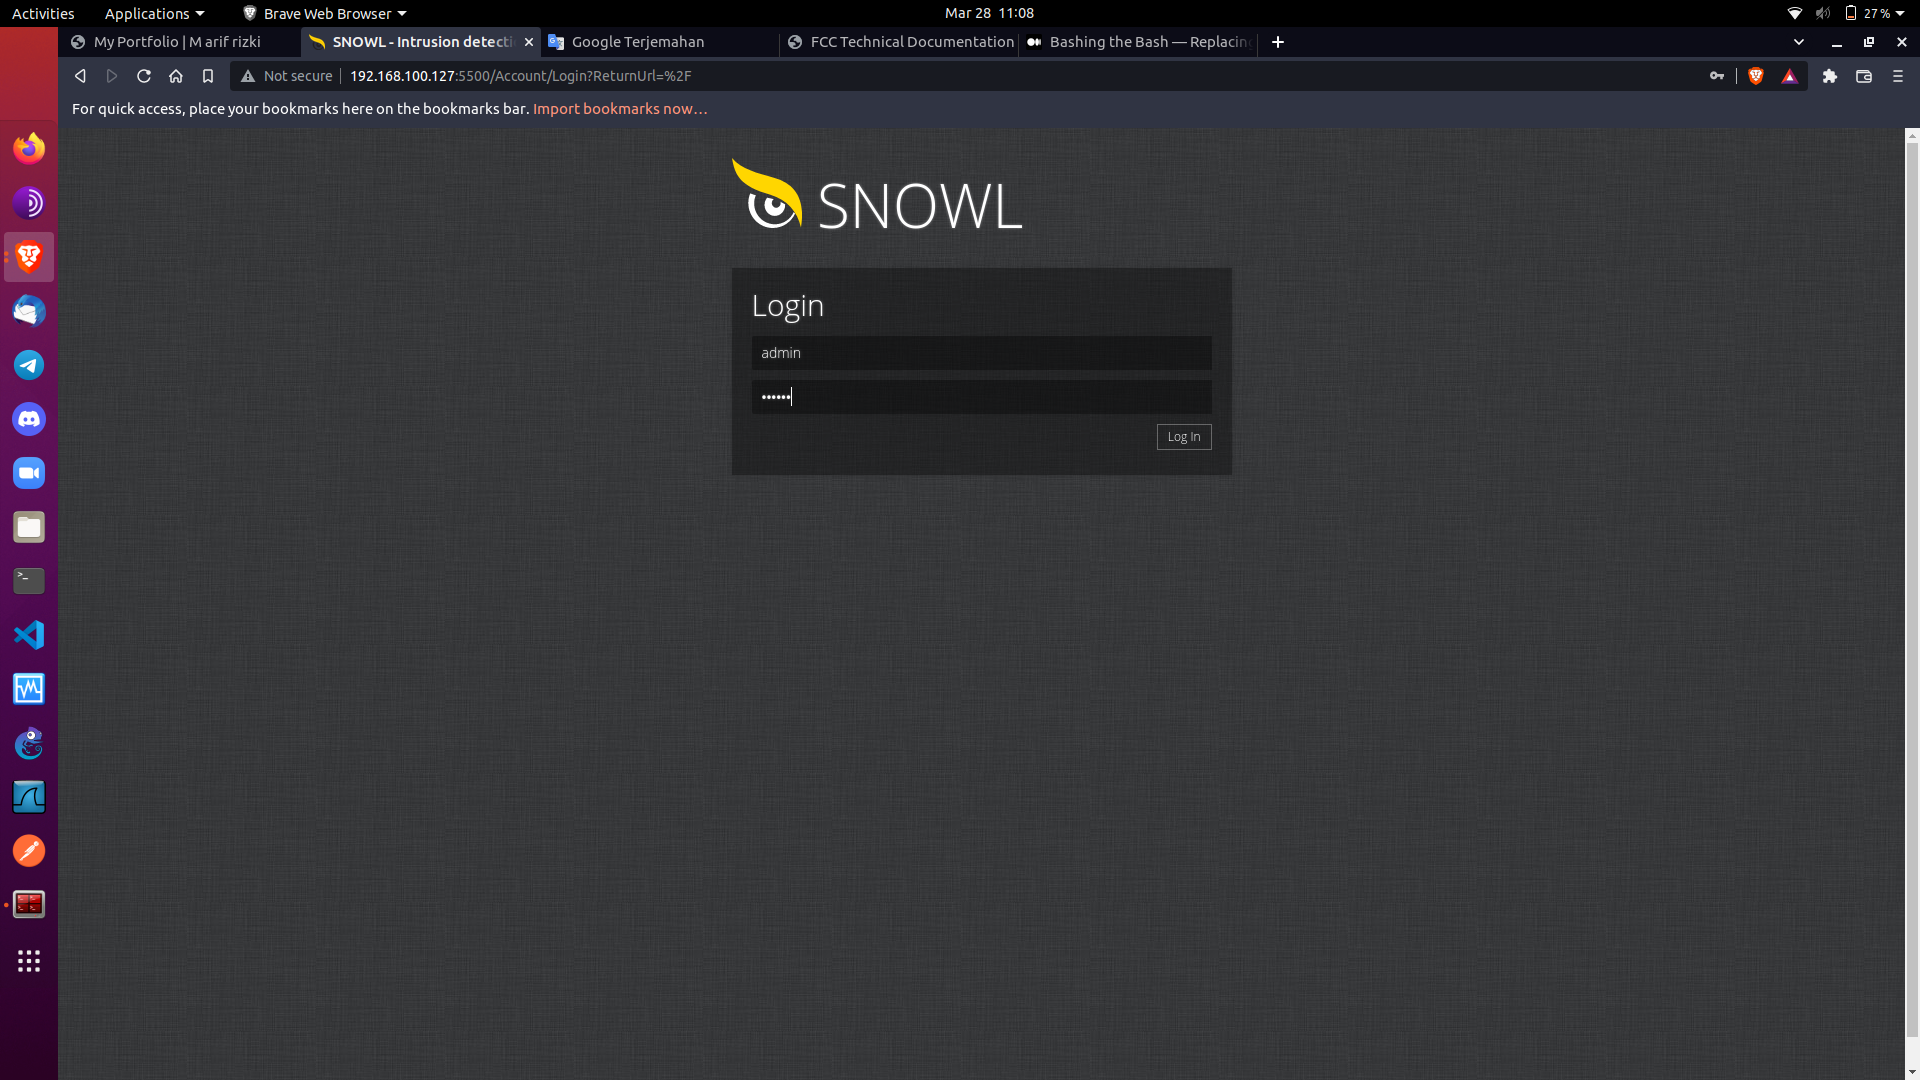 Activities Applications Brave Web Browser Mar 28 11:08 27 %
My Portfolio | M arif rizki SNOWL - Intrusion detecti Google Terjemahan FCC Technical Documentation Bashing the Bash — Replacing
Not secure 192.168.100.127:5500/Account/Login?ReturnUrl=%2F
For quick access, place your bookmarks here on the bookmarks bar. Import bookmarks now...
SNOWL
Login
admin
••••••
Log In